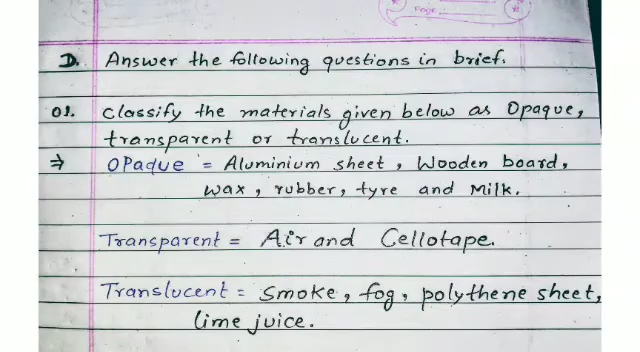 Page
D. Answer the following questions in brief.
01. Classify the materials given below as Opaque,
transparent or translucent.
⇒ OPaque = Aluminium sheet, Wooden board,
wax, rubber, tyre and Milk.
Transparent = Air and Cellotape.
Translucent = Smoke, fog, polythene sheet,
lime juice.